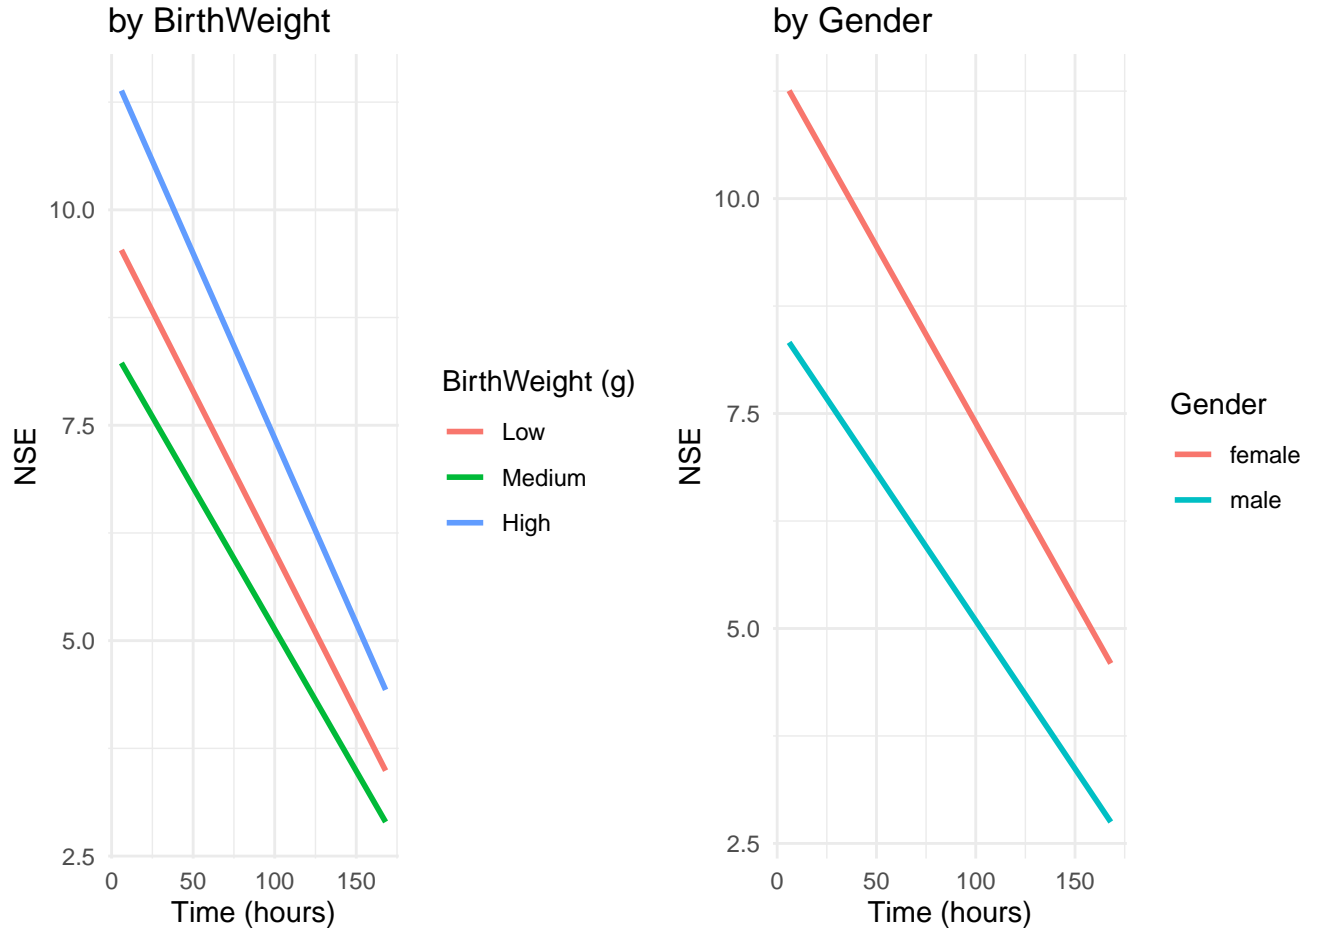 by BirthWeight
10.0
7.5
5.0
2.5
NSE
0 50 100 150
Time (hours)
BirthWeight (g)
Low
Medium
High
by Gender
10.0
7.5
5.0
2.5
NSE
0 50 100 150
Time (hours)
Gender
female
male